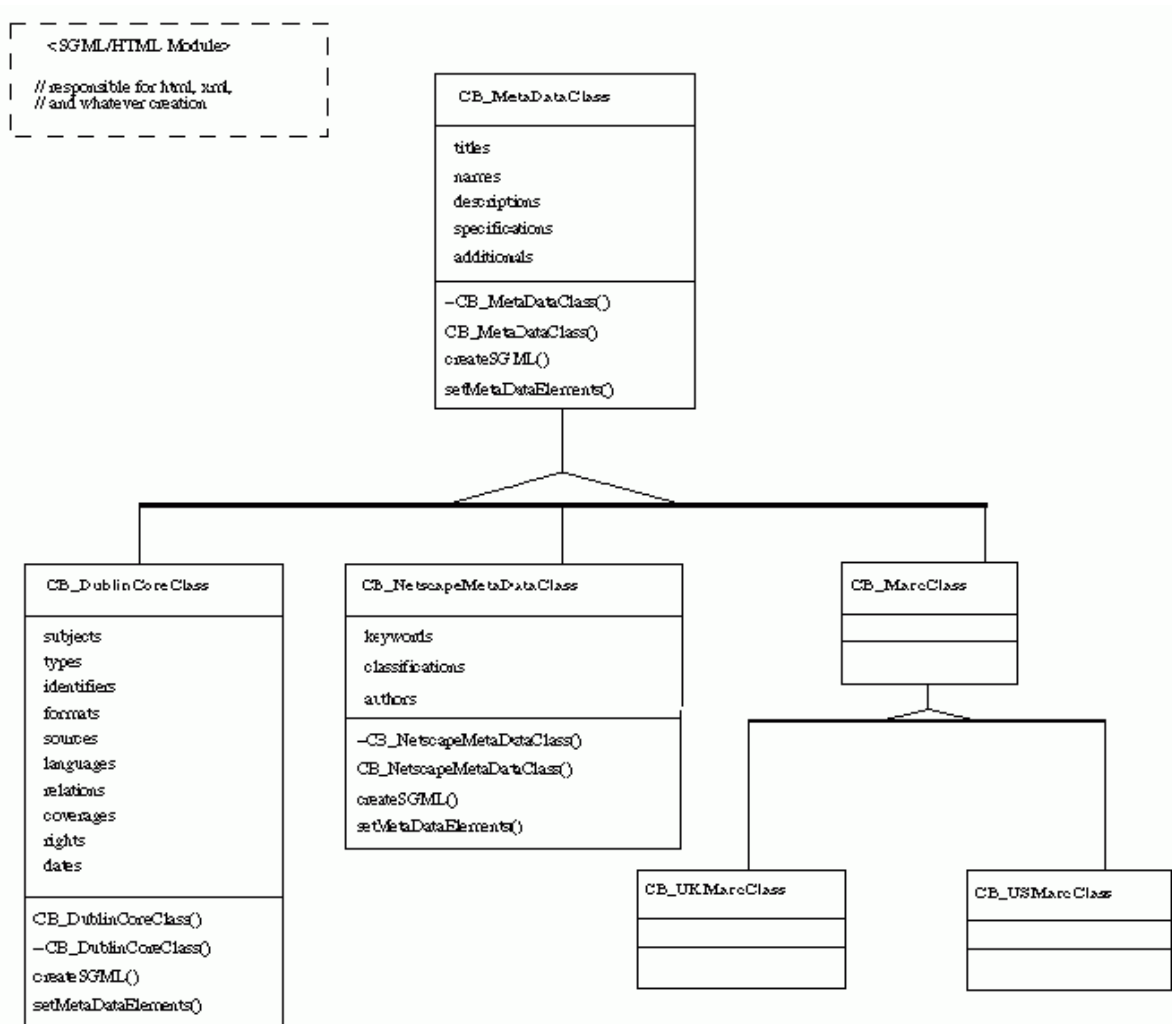 <SGML/HTML Module>
// responsible for html, xml,
// and whatever creation
CB_MetaDataClass
titles
names
descriptions
specifications
additionals
~CB_MetaDataClass()
CB_MetaDataClass()
createSGML()
setMetaDataElements()
CB_DublinCoreClass
subjects
types
identifiers
formats
sources
languages
relations
coverages
rights
dates
CB_DublinCoreClass()
~CB_DublinCoreClass()
createSGML()
setMetaDataElements()
CB_NetscapeMetaDataClass
keywords
classifications
authors
~CB_NetscapeMetaDataClass()
CB_NetscapeMetaDataClass()
createSGML()
setMetaDataElements()
CB_MarcClass
CB_UKMarcClass
CB_USMarcClass